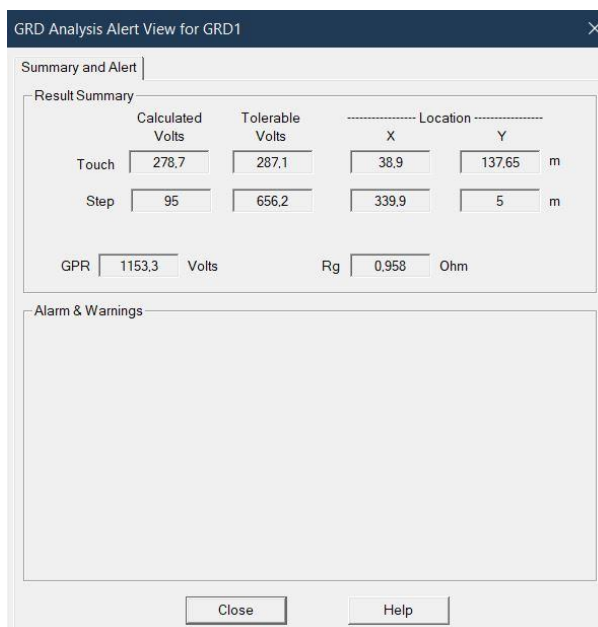 GRD Analysis Alert View for GRD1
Summary and Alert
Result Summary
Calculated Tolerable ---------------- Location ----------------
Volts Volts X Y
Touch 278,7 287,1 38,9 137,65 m
Step 95 656,2 339,9 5 m
GPR 1153,3 Volts Rg 0,958 Ohm
Alarm & Warnings
Close Help